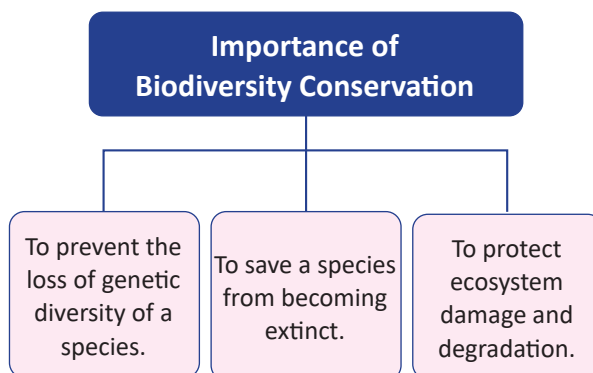 Importance of
Biodiversity Conservation
To prevent the
loss of genetic
diversity of a
species.
To save a species
from becoming
extinct.
To protect
ecosystem
damage and
degradation.